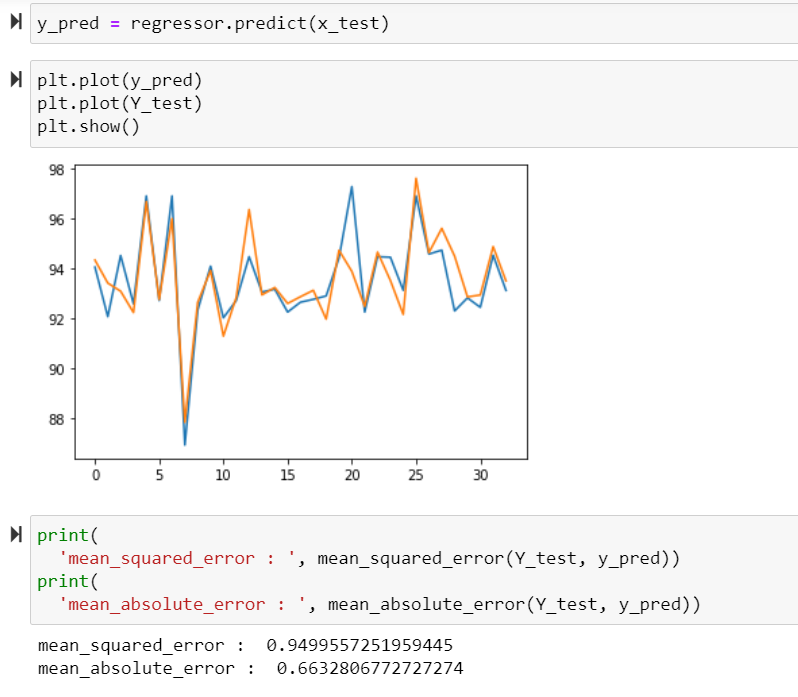 y_pred = regressor.predict(x_test)
plt.plot(y_pred)
plt.plot(Y_test)
plt.show()
98
96
94
92
90
88
0 5 10 15 20 25 30
print(
'mean_squared_error : ', mean_squared_error(Y_test, y_pred))
print(
'mean_absolute_error : ', mean_absolute_error(Y_test, y_pred))
mean_squared_error :  0.9499557251959445
mean_absolute_error :  0.6632806772727274